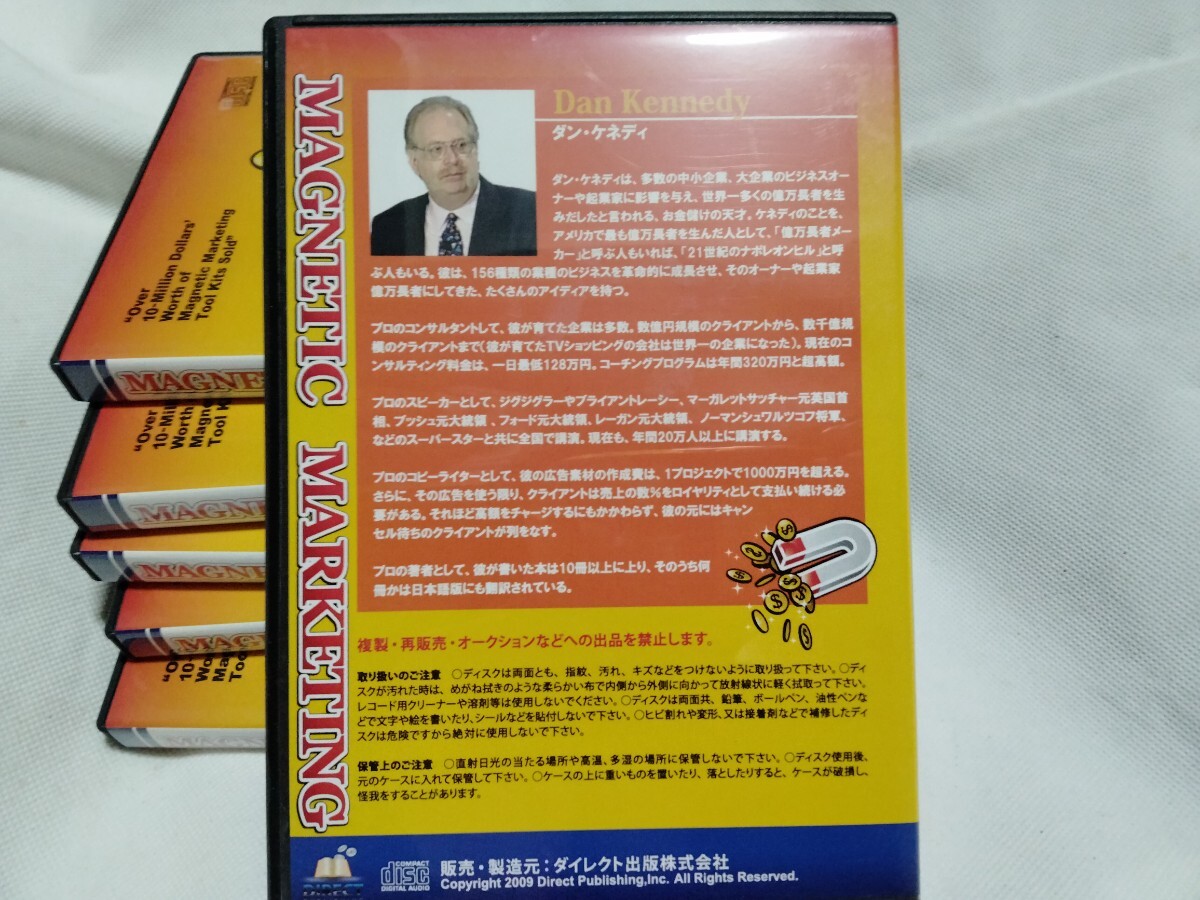 "Over
10-Million Dollars'
Worth of
Magnetic Marketing
Tool Kits Sold"
MAGNE
"Over
10-Mill
Worth
Magne
Tool K
MAGNE
MAGNE
MAGNE
"O
10-
Wo
Mag
Too
MAGNE
MAGNETIC MARKETING
Dan Kennedy
ダン・ケネディ
ダン・ケネディは、多数の中小企業、大企業のビジネスオー
ナーや起業家に影響を与え、世界一多くの億万長者を生
みだしたと言われる、お金儲けの天才。ケネディのことを、
アメリカで最も億万長者を生んだ人として、「億万長者メー
カー」と呼ぶ人もいれば、「21世紀のナポレオンヒル」と呼
ぶ人もいる。彼は、156種類の業種のビジネスを革命的に成長させ、そのオーナーや起業家
億万長者にしてきた、たくさんのアイディアを持つ。
プロのコンサルタントして、彼が育てた企業は多数。数億円規模のクライアントから、数千億規
模のクライアントまで(彼が育てたTVショッピングの会社は世界一の企業になった)。現在のコ
ンサルティング料金は、一日最低128万円。コーチングプログラムは年間320万円と超高額。
プロのスピーカーとして、ジグジグラーやブライアントレーシー、マーガレットサッチャー元英国首
相、ブッシュ元大統領 、フォード元大統領、レーガン元大統領、 ノーマンシュワルツコフ将軍、
などのスーパースターと共に全国で講演。現在も、年間20万人以上に講演する。
プロのコピーライターとして、彼の広告素材の作成費は、1プロジェクトで1000万円を超える。
さらに、その広告を使う限り、クライアントは売上の数%をロイヤリティとして支払い続ける必
要がある。それほど高額をチャージするにもかかわらず、彼の元にはキャン
セル待ちのクライアントが列をなす。
プロの著者として、彼が書いた本は10冊以上に上り、そのうち何
冊かは日本語版にも翻訳されている。
複製・再販売・オークションなどへの出品を禁止します。
取り扱いのご注意 ○ディスクは両面とも、指紋、汚れ、キズなどをつけないように取り扱って下さい。○ディ
スクが汚れた時は、めがね拭きのような柔らかい布で内側から外側に向かって放射線状に軽く拭取って下さい。
レコード用クリーナーや溶剤等は使用しないでください。○ディスクは両面共、鉛筆、ボールペン、油性ペンな
どで文字や絵を書いたり、シールなどを貼付しないで下さい。○ヒビ割れや変形、又は接着剤などで補修したディ
スクは危険ですから絶対に使用しないで下さい。
保管上のご注意 ○直射日光の当たる場所や高温、多湿の場所に保管しないで下さい。○ディスク使用後、
元のケースに入れて保管して下さい。○ケースの上に重いものを置いたり、落としたりすると、ケースが破損し、
怪我をすることがあります。
DIRECT
COMPACT
disc
DIGITAL AUDIO
販売・製造元:ダイレクト出版株式会社
Copyright 2009 Direct Publishing,Inc. All Rights Reserved.